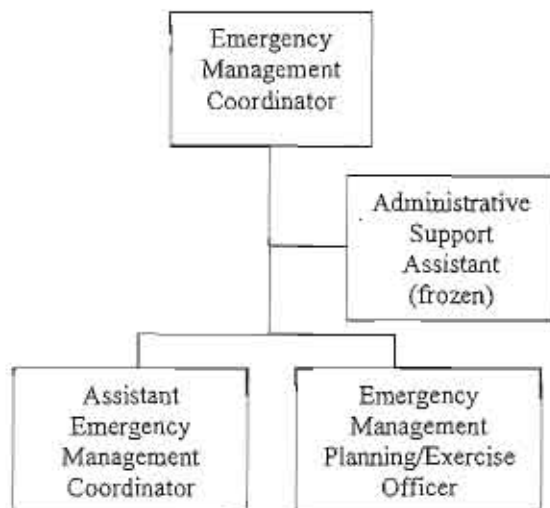 Emergency
Management
Coordinator
Administrative
Support
Assistant
(frozen)
Assistant
Emergency
Management
Coordinator
Emergency
Management
Planning/Exercise
Officer